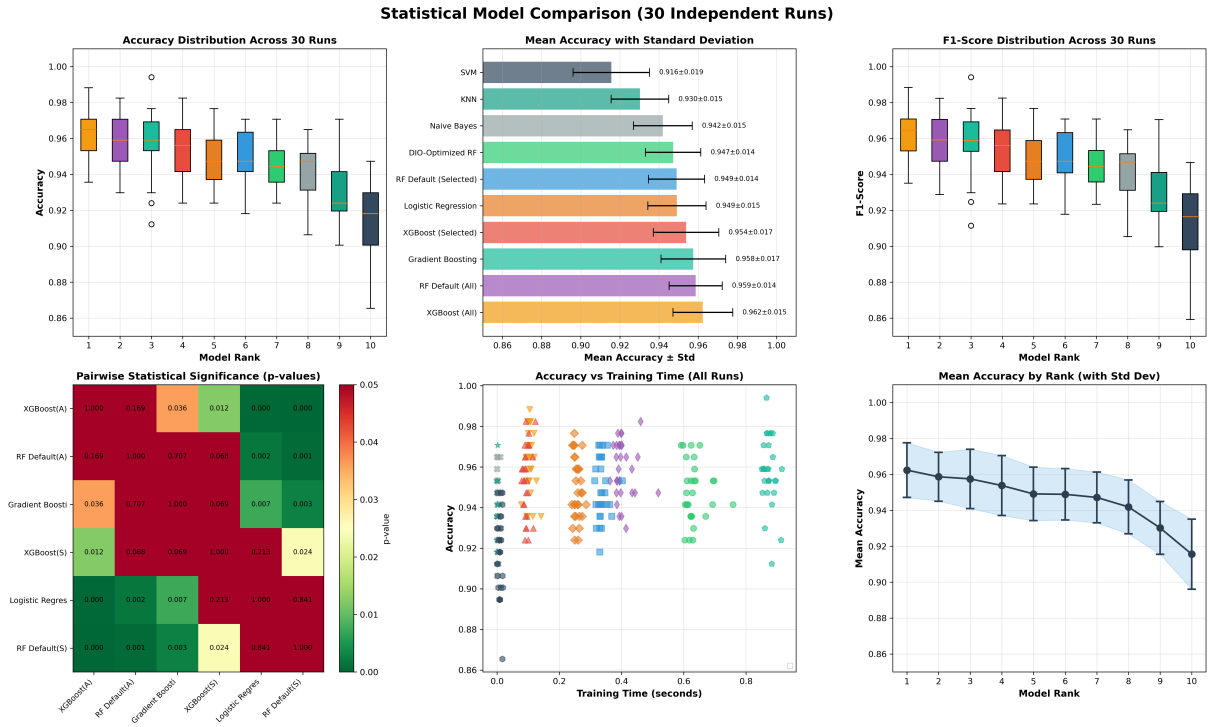 Statistical Model Comparison (30 Independent Runs)
Accuracy Distribution Across 30 Runs
1.00
0.98
0.96
0.94
0.92
0.90
0.88
0.86
Accuracy
1 2 3 4 5 6 7 8 9 10
Model Rank
Mean Accuracy with Standard Deviation
SVM 0.916±0.019
KNN 0.930±0.015
Naive Bayes 0.942±0.015
DIO-Optimized RF 0.947±0.014
RF Default (Selected) 0.949±0.014
Logistic Regression 0.949±0.015
XGBoost (Selected) 0.954±0.017
Gradient Boosting 0.958±0.017
RF Default (All) 0.959±0.014
XGBoost (All) 0.962±0.015
0.86 0.88 0.90 0.92 0.94 0.96 0.98 1.00
Mean Accuracy ± Std
F1-Score Distribution Across 30 Runs
1.00
0.98
0.96
0.94
0.92
0.90
0.88
0.86
F1-Score
1 2 3 4 5 6 7 8 9 10
Model Rank
Pairwise Statistical Significance (p-values)
XGBoost(A) 1.000 0.169 0.036 0.012 0.000 0.000
RF Default(A) 0.169 1.000 0.707 0.068 0.002 0.001
Gradient Boosti 0.036 0.707 1.000 0.069 0.007 0.003
XGBoost(S) 0.012 0.068 0.069 1.000 0.213 0.024
Logistic Regres 0.000 0.002 0.007 0.213 1.000 0.841
RF Default(S) 0.000 0.001 0.003 0.024 0.841 1.000
XGBoost(A) RF Default(A) Gradient Boosti XGBoost(S) Logistic Regres RF Default(S)
0.05
0.04
0.03
0.02
0.01
0.00
p-value
Accuracy vs Training Time (All Runs)
1.00
0.98
0.96
0.94
0.92
0.90
0.88
0.86
Accuracy
0.0 0.2 0.4 0.6 0.8
Training Time (seconds)
Mean Accuracy by Rank (with Std Dev)
1.00
0.98
0.96
0.94
0.92
0.90
0.88
0.86
Mean Accuracy
1 2 3 4 5 6 7 8 9 10
Model Rank